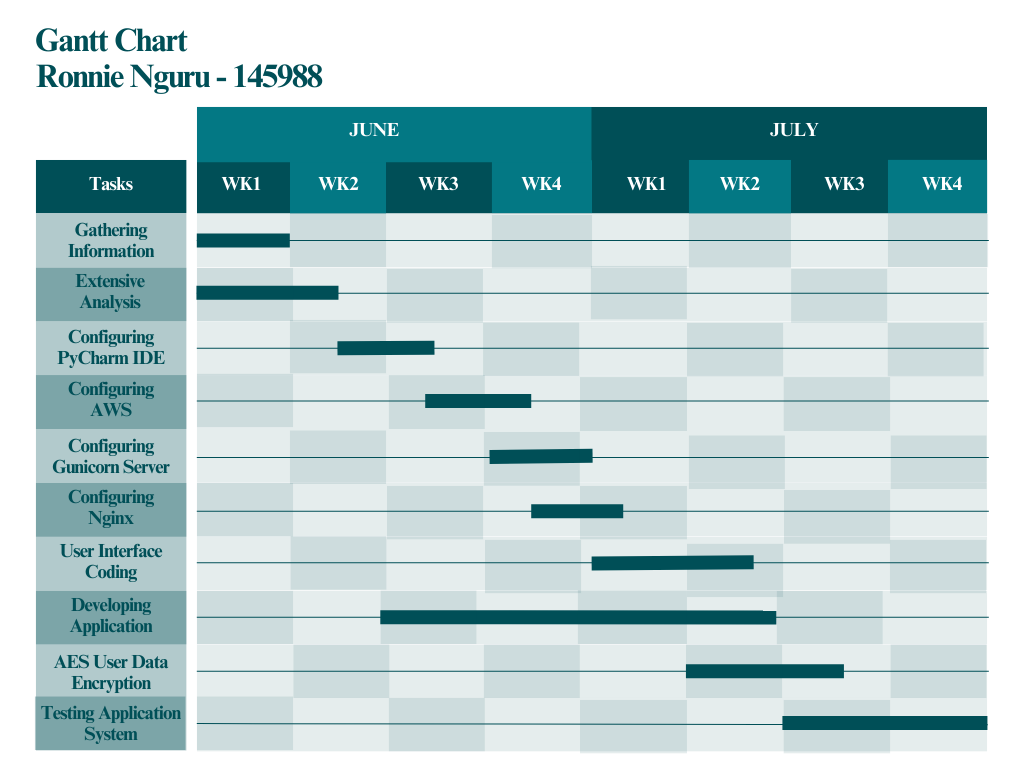 Gantt Chart
Ronnie Nguru - 145988
JUNE JULY
Tasks WK1 WK2 WK3 WK4 WK1 WK2 WK3 WK4
Gathering
Information
Extensive
Analysis
Configuring
PyCharm IDE
Configuring
AWS
Configuring
Gunicorn Server
Configuring
Nginx
User Interface
Coding
Developing
Application
AES User Data
Encryption
Testing Application
System